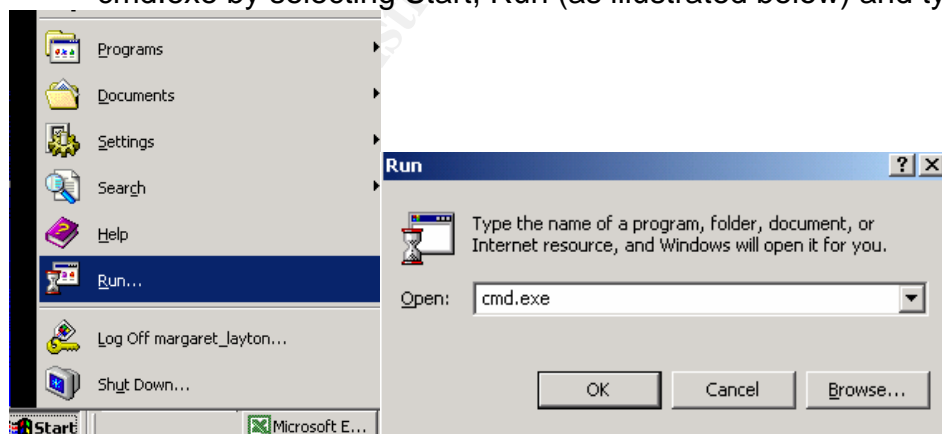 cmd.exe by selecting Start, Run (as illustrated below) and ty
Programs
Documents
Settings
Search
Help
Run...
Log Off margaret_layton...
Shut Down...
Start
Microsoft E...
Run
Type the name of a program, folder, document, or
Internet resource, and Windows will open it for you.
Open: cmd.exe
OK Cancel Browse...